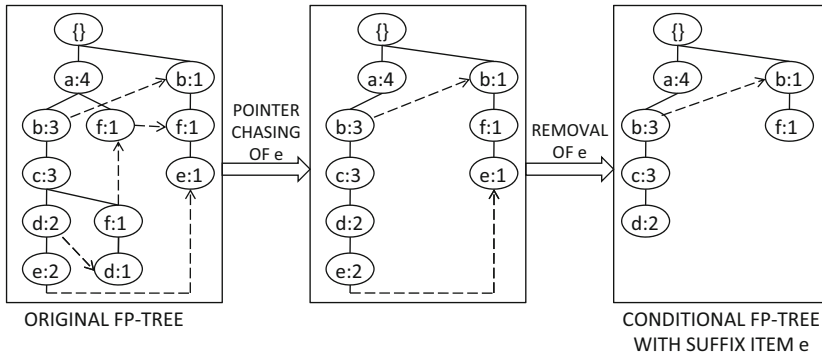 {}
a:4
b:1
b:3
f:1
f:1
c:3
e:1
d:2
f:1
e:2
d:1
ORIGINAL FP-TREE
POINTER
CHASING
OF e
{}
a:4
b:1
b:3
f:1
c:3
e:1
d:2
e:2
REMOVAL
OF e
{}
a:4
b:1
b:3
f:1
c:3
d:2
CONDITIONAL FP-TREE
WITH SUFFIX ITEM e